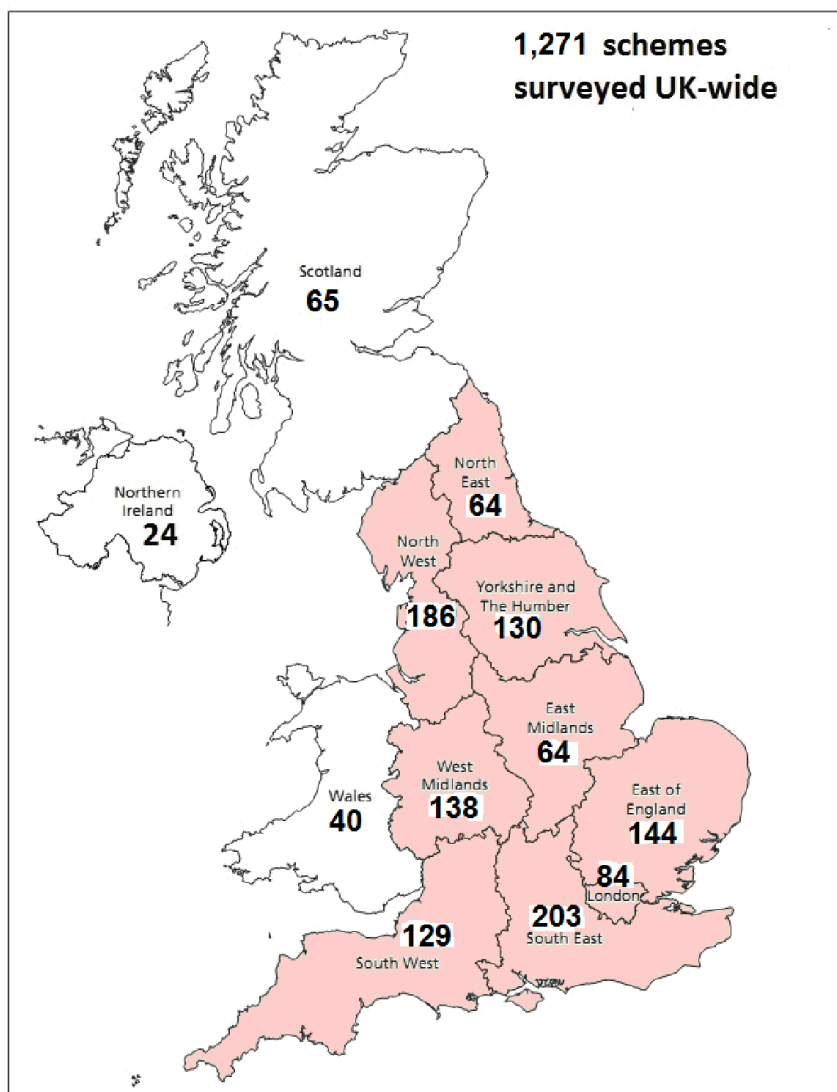 1,271 schemes
surveyed UK-wide
Scotland
65
North
East
64
Northern
Ireland
24
North
West
186
Yorkshire and
The Humber
130
East
Midlands
64
West
Midlands
138
Wales
40
East of
England
144
84
London
203
South East
129
South West